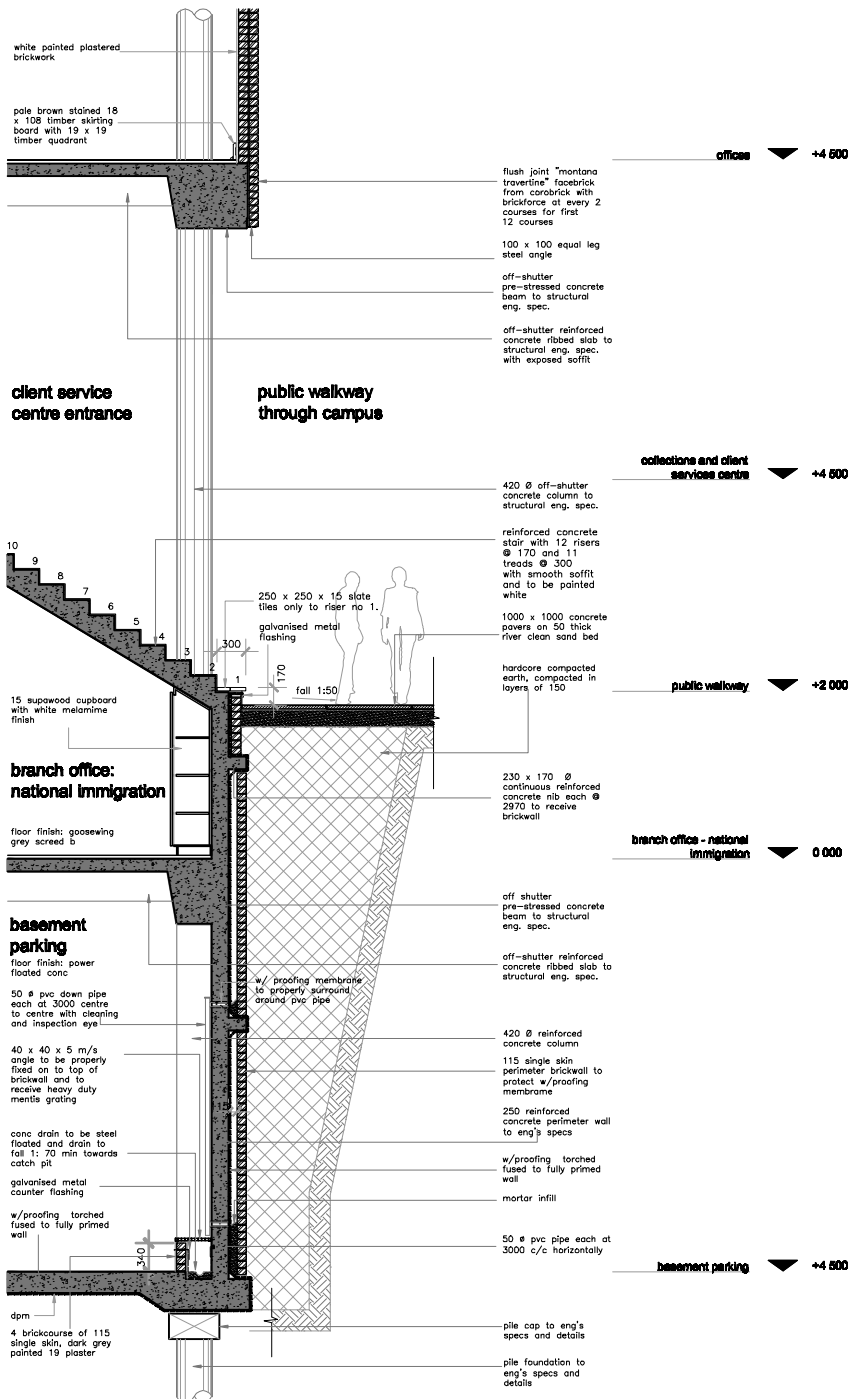 white painted plastered
brickwork
pale brown stained 18
x 108 timber skirting
board with 19 x 19
timber quadrant
offices
+4 500
flush joint "montana
travertine" facebrick
from corobrick with
brickforce at every 2
courses for first
12 courses
100 x 100 equal leg
steel angle
off-shutter
pre-stressed concrete
beam to structural
eng. spec.
off-shutter reinforced
concrete ribbed slab to
structural eng. spec.
with exposed soffit
client service
centre entrance
public walkway
through campus
collections and client
services centre
+4 500
420 Ø off-shutter
concrete column to
structural eng. spec.
reinforced concrete
stair with 12 risers
@ 170 and 11
treads @ 300
with smooth soffit
and to be painted
white
10
9
8
7
6
5
4
3
2
1
250 x 250 x 15 slate
tiles only to riser no 1.
galvanised metal
flashing
300
170
fall 1:50
1000 x 1000 concrete
pavers on 50 thick
river clean sand bed
hardcore compacted
earth, compacted in
layers of 150
public walkway
+2 000
15 supawood cupboard
with white melamime
finish
branch office:
national immigration
230 x 170 Ø
continuous reinforced
concrete nib each @
2970 to receive
brickwall
floor finish: goosewing
grey screed b
branch office - national
immigration
0 000
off shutter
pre-stressed concrete
beam to structural
eng. spec.
basement
parking
floor finish: power
floated conc
off-shutter reinforced
concrete ribbed slab to
structural eng. spec.
w/ proofing membrane
to properly surround
around pvc pipe
50 ø pvc down pipe
each at 3000 centre
to centre with cleaning
and inspection eye
420 Ø reinforced
concrete column
40 x 40 x 5 m/s
angle to be properly
fixed on to top of
brickwall and to
receive heavy duty
mentis grating
115 single skin
perimeter brickwall to
protect w/proofing
membrane
250 reinforced
concrete perimeter wall
to eng's specs
conc drain to be steel
floated and drain to
fall 1: 70 min towards
catch pit
w/proofing torched
fused to fully primed
wall
galvanised metal
counter flashing
mortar infill
w/proofing torched
fused to fully primed
wall
340
50 ø pvc pipe each at
3000 c/c horizontally
basement parking
+4 500
dpm
4 brickcourse of 115
single skin, dark grey
painted 19 plaster
pile cap to eng's
specs and details
pile foundation to
eng's specs and
details